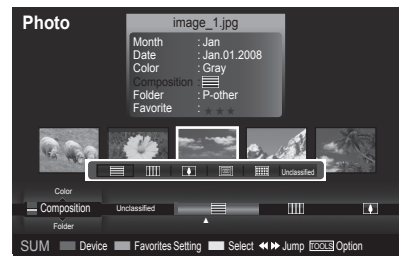 Photo
image_1.jpg
Month : Jan
Date : Jan.01.2008
Color : Gray
Composition :
Folder : P-other
Favorite : ★ ★ ★
Unclassified
Color
Composition Unclassified
Folder
SUM Device Favorites Setting Select ◀◀ ▶▶ Jump TOOLS Option